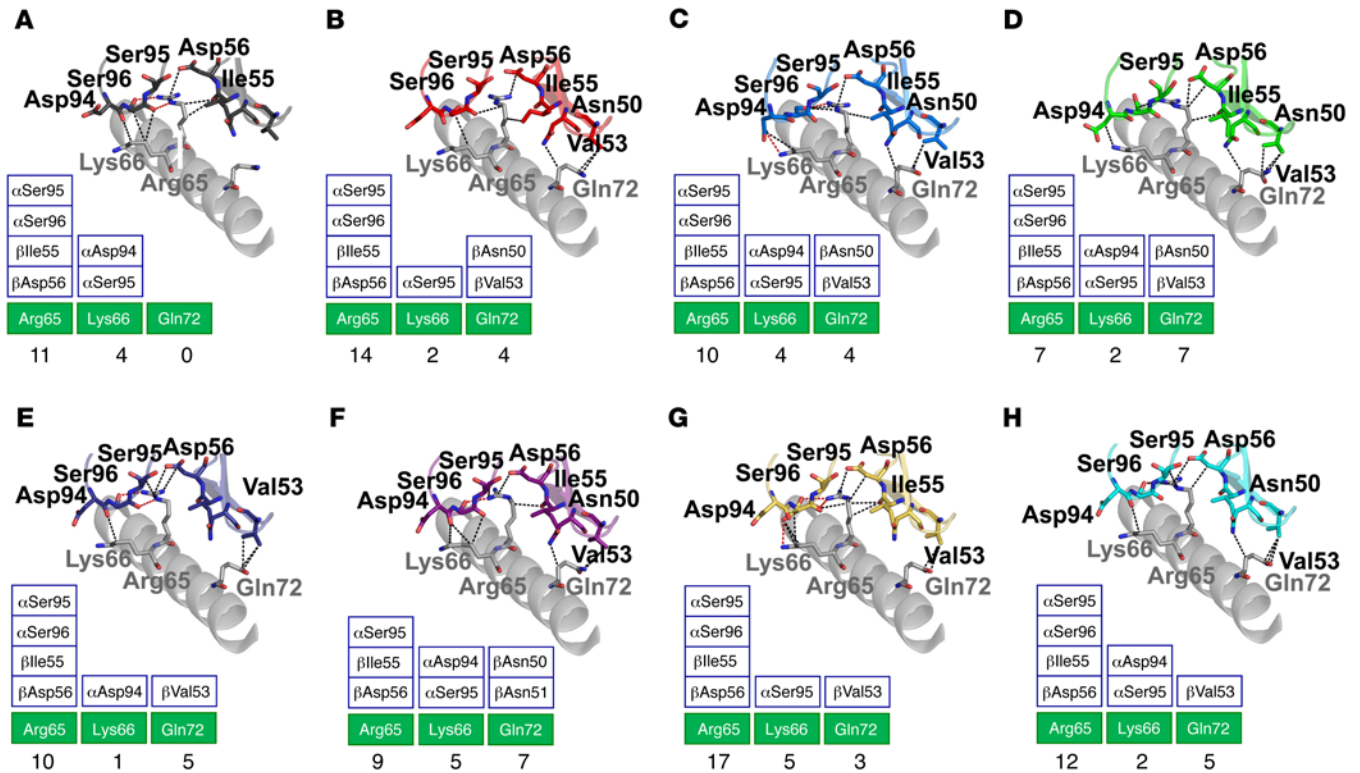 A
Ser95
Asp56
Ser96
Ile55
Asp94
Lys66
Arg65
αSer95
αSer96
βIle55 αAsp94
βAsp56 αSer95
Arg65 Lys66 Gln72
11 4 0
B
Ser95
Asp56
Ser96
Ile55
Asn50
Val53
Gln72
αSer95
αSer96
βIle55 βAsn50
βAsp56 αSer95 βVal53
Arg65 Lys66 Gln72
14 2 4
C
Ser95
Asp56
Ile55
Asp94
Asn50
Lys66
Arg65
Val53
Gln72
αSer95
αSer96
βIle55 αAsp94 βAsn50
βAsp56 αSer95 βVal53
Arg65 Lys66 Gln72
10 4 4
D
Ser95
Asp56
Ile55
Asp94
Asn50
Lys66
Arg65
Val53
Gln72
αSer95
αSer96
βIle55 αAsp94 βAsn50
βAsp56 αSer95 βVal53
Arg65 Lys66 Gln72
7 2 7
E
Ser95
Asp56
Ser96
Val53
Asp94
Lys66
Arg65
Gln72
αSer95
αSer96
βIle55
βAsp56 αAsp94 βVal53
Arg65 Lys66 Gln72
10 1 5
F
Ser95
Asp56
Ser96
Ile55
Asp94
Asn50
Lys66
Arg65
Val53
Gln72
αSer95
βIle55 αAsp94 βAsn50
βAsp56 αSer95 βAsn51
Arg65 Lys66 Gln72
9 5 7
G
Ser95
Asp56
Ser96
Ile55
Asp94
Lys66
Arg65
Val53
Gln72
αSer95
αSer96
βIle55
βAsp56 αSer95 βVal53
Arg65 Lys66 Gln72
17 5 3
H
Ser95
Asp56
Ser96
Asn50
Asp94
Lys66
Arg65
Val53
Gln72
αSer95
αSer96
βIle55 αAsp94
βAsp56 αSer95 βVal53
Arg65 Lys66 Gln72
12 2 5